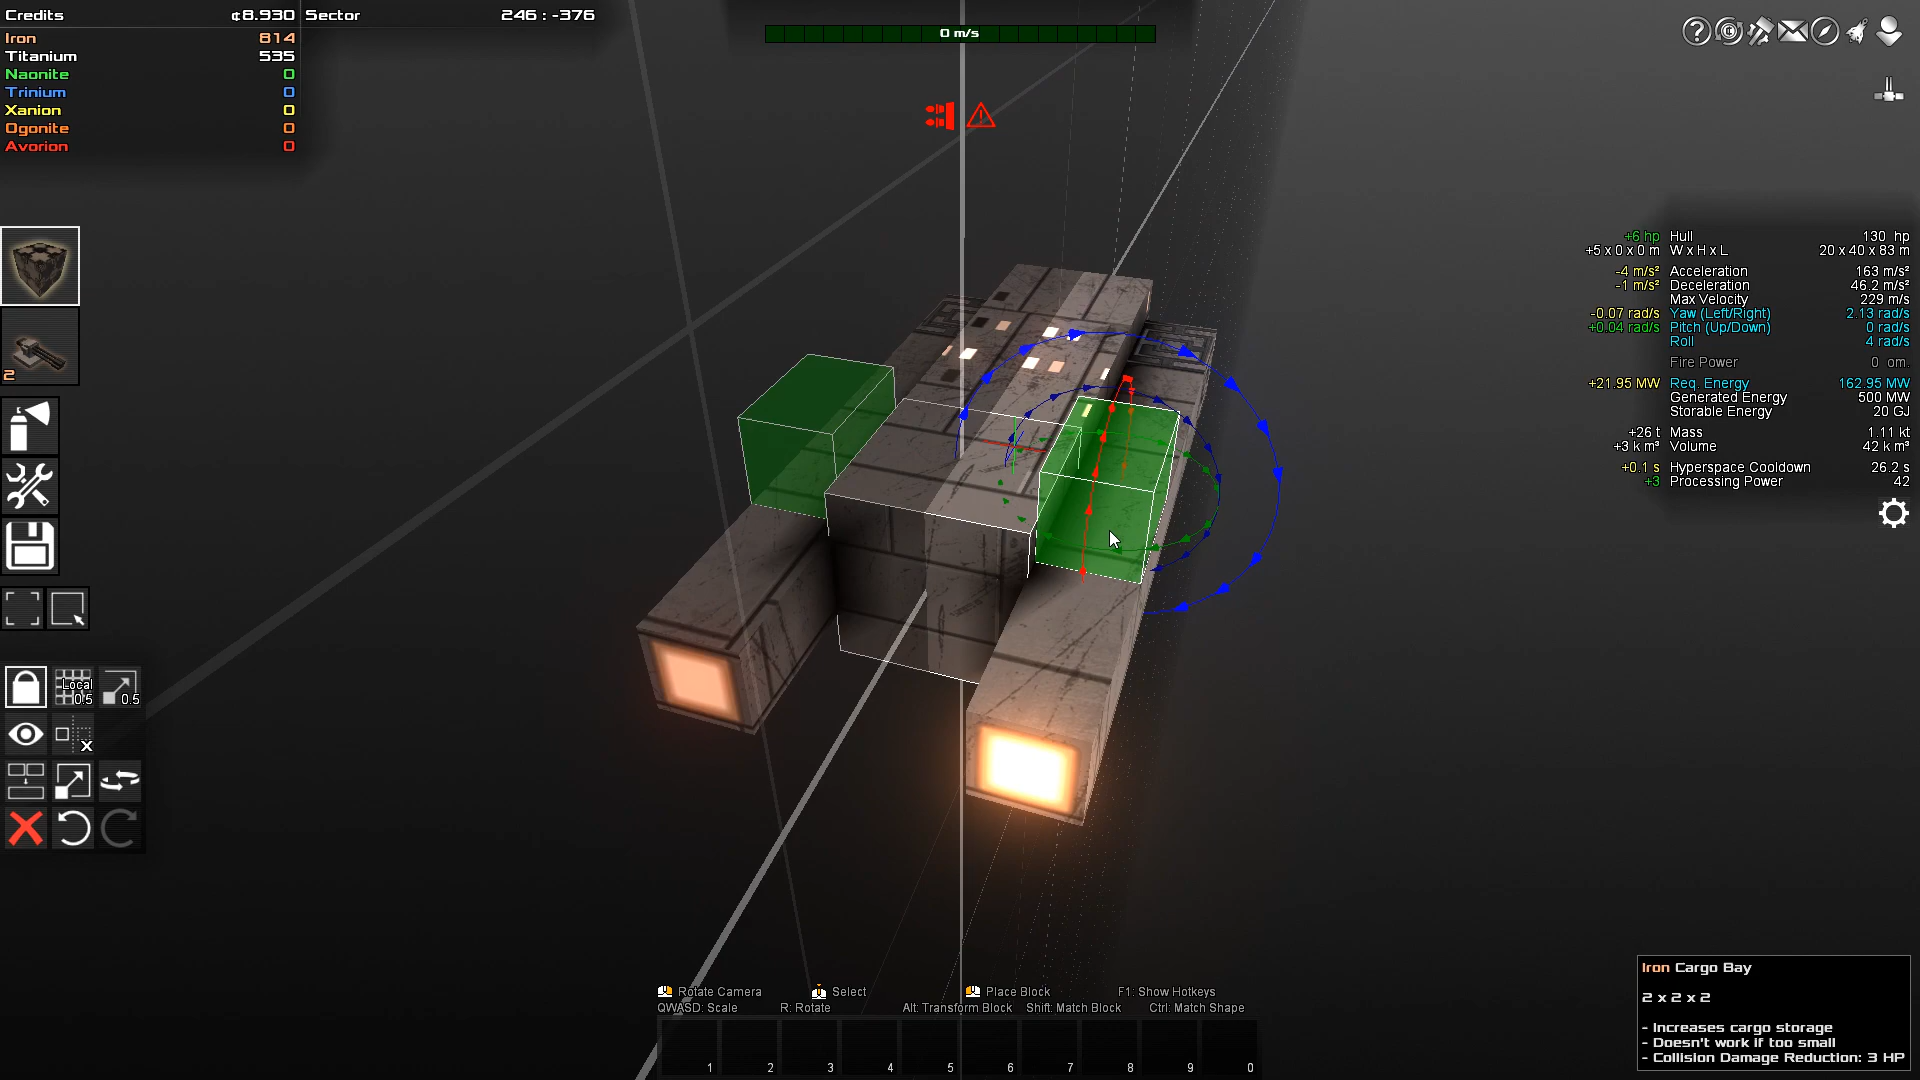 Credits ¢8.930 Sector 246 : -376
Iron 814
Titanium 535
Naonite 0
Trinium 0
Xanion 0
Ogonite 0
Avorion 0
0 m/s
2
Local
0.5
0.5
X
+6 hp Hull 130 hp
+5 x 0 x 0 m W x H x L 20 x 40 x 83 m
-4 m/s² Acceleration 163 m/s²
-1 m/s² Deceleration 46.2 m/s²
Max Velocity 229 m/s
-0.07 rad/s Yaw (Left/Right) 2.13 rad/s
+0.04 rad/s Pitch (Up/Down) 0 rad/s
Roll 4 rad/s
Fire Power 0 om.
+21.95 MW Req. Energy 162.95 MW
Generated Energy 500 MW
Storable Energy 20 GJ
+26 t Mass 1.11 kt
+3 k m³ Volume 42 k m³
+0.1 s Hyperspace Cooldown 26.2 s
+3 Processing Power 42
Rotate Camera Select Place Block F1: Show Hotkeys
QWASD: Scale R: Rotate Alt: Transform Block Shift: Match Block Ctrl: Match Shape
1 2 3 4 5 6 7 8 9 0
Iron Cargo Bay
2 x 2 x 2
- Increases cargo storage
- Doesn't work if too small
- Collision Damage Reduction: 3 HP